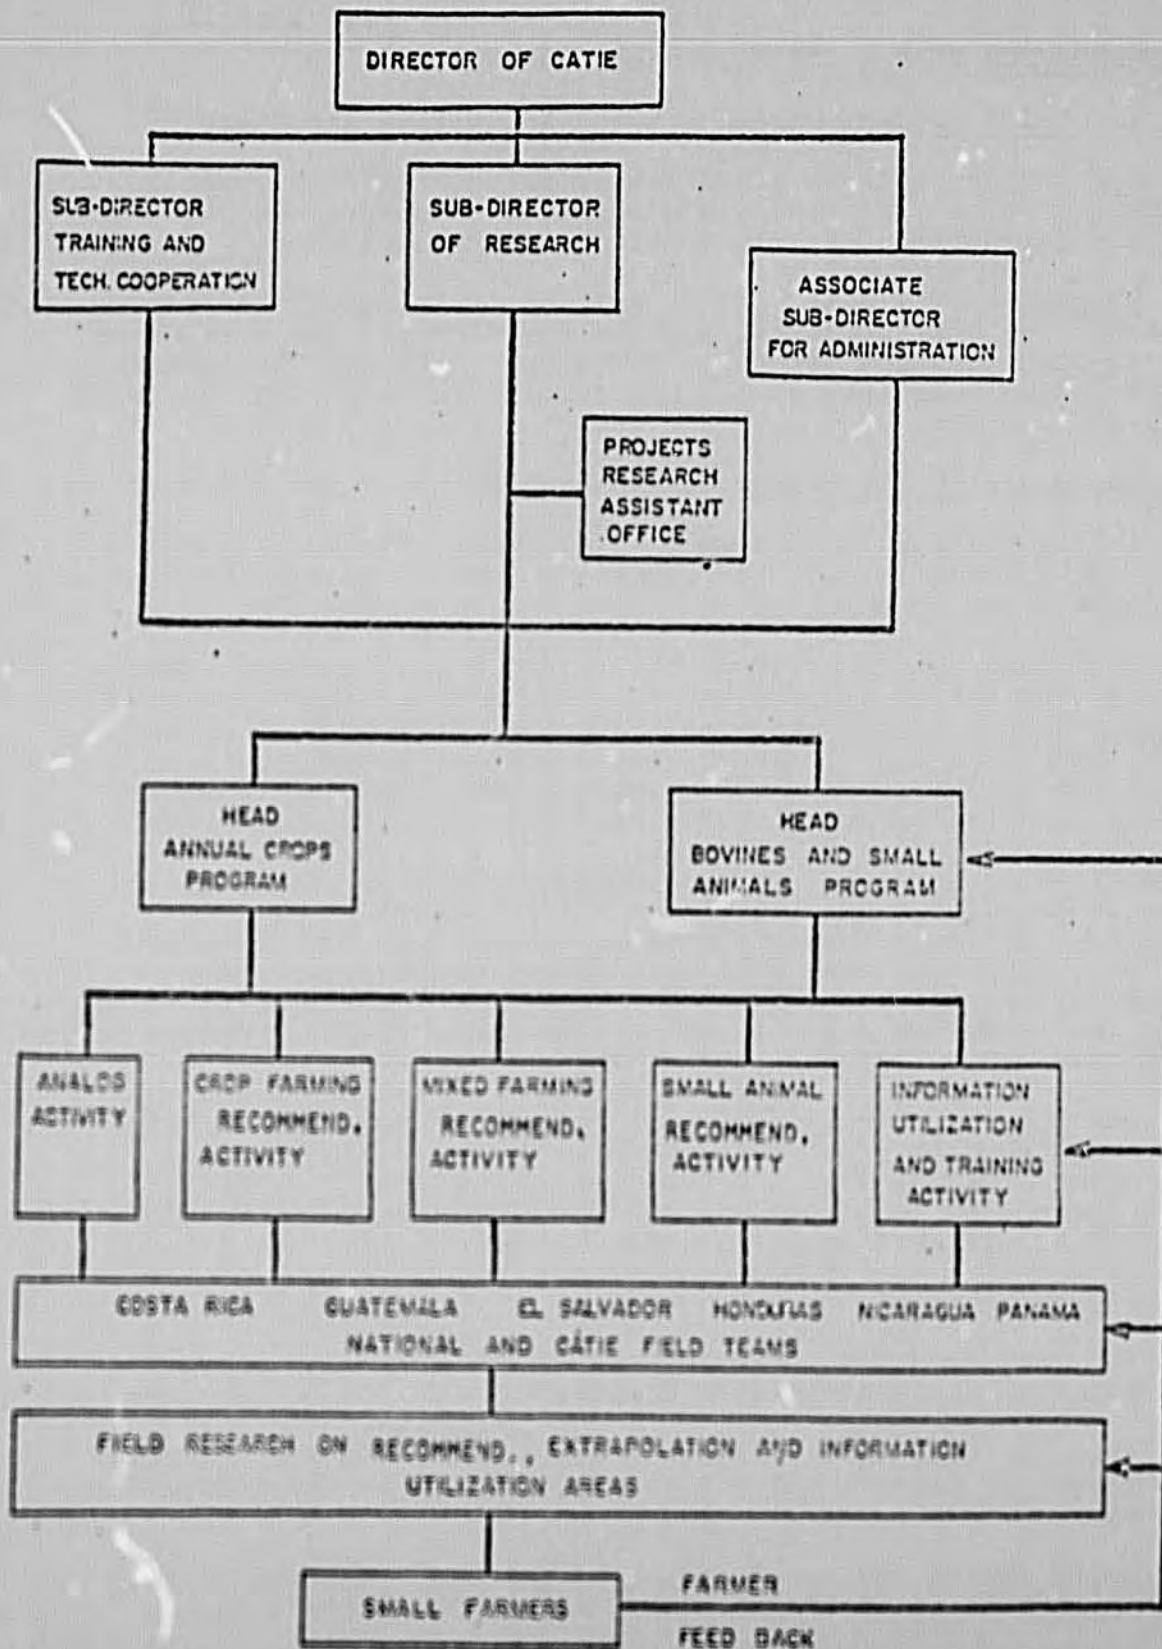 DIRECTOR OF CATIE
SUB-DIRECTOR
TRAINING AND
TECH. COOPERATION
SUB-DIRECTOR
OF RESEARCH
ASSOCIATE
SUB-DIRECTOR
FOR ADMINISTRATION
PROJECTS
RESEARCH
ASSISTANT
OFFICE
HEAD
ANNUAL CROPS
PROGRAM
HEAD
BOVINES AND SMALL
ANIMALS PROGRAM
ANALOG
ACTIVITY
CROP FARMING
RECOMMEND.
ACTIVITY
MIXED FARMING
RECOMMEND.
ACTIVITY
SMALL ANIMAL
RECOMMEND.
ACTIVITY
INFORMATION
UTILIZATION
AND TRAINING
ACTIVITY
COSTA RICA GUATEMALA EL SALVADOR HONDURAS NICARAGUA PANAMA
NATIONAL AND CATIE FIELD TEAMS
FIELD RESEARCH ON RECOMMEND., EXTRAPOLATION AND INFORMATION
UTILIZATION AREAS
SMALL FARMERS
FARMER
FEED BACK